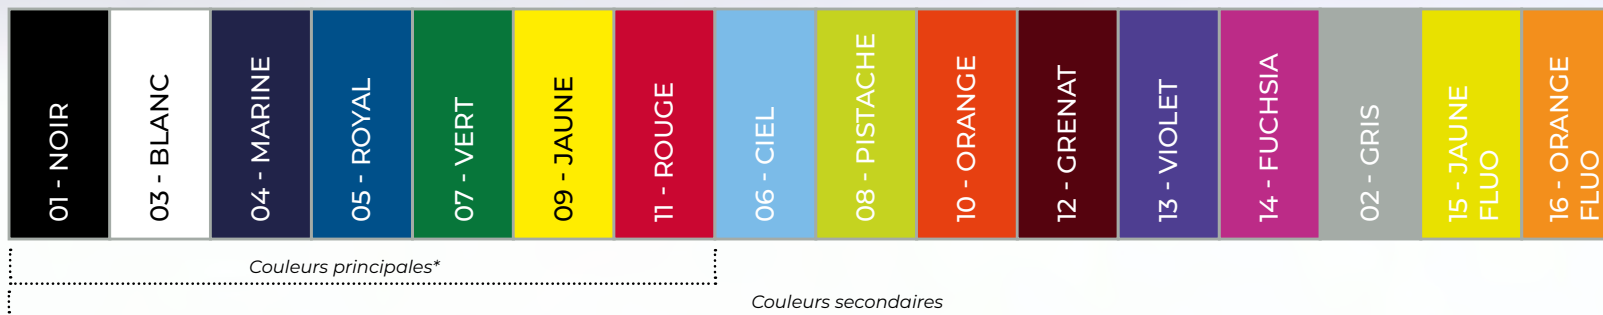 01 - NOIR
03 - BLANC
04 - MARINE
05 - ROYAL
07 - VERT
09 - JAUNE
11 - ROUGE
06 - CIEL
08 - PISTACHE
10 - ORANGE
12 - GRENAT
13 - VIOLET
14 - FUCHSIA
02 - GRIS
15 - JAUNE
FLUO
16 - ORANGE
FLUO
Couleurs principales*
Couleurs secondaires